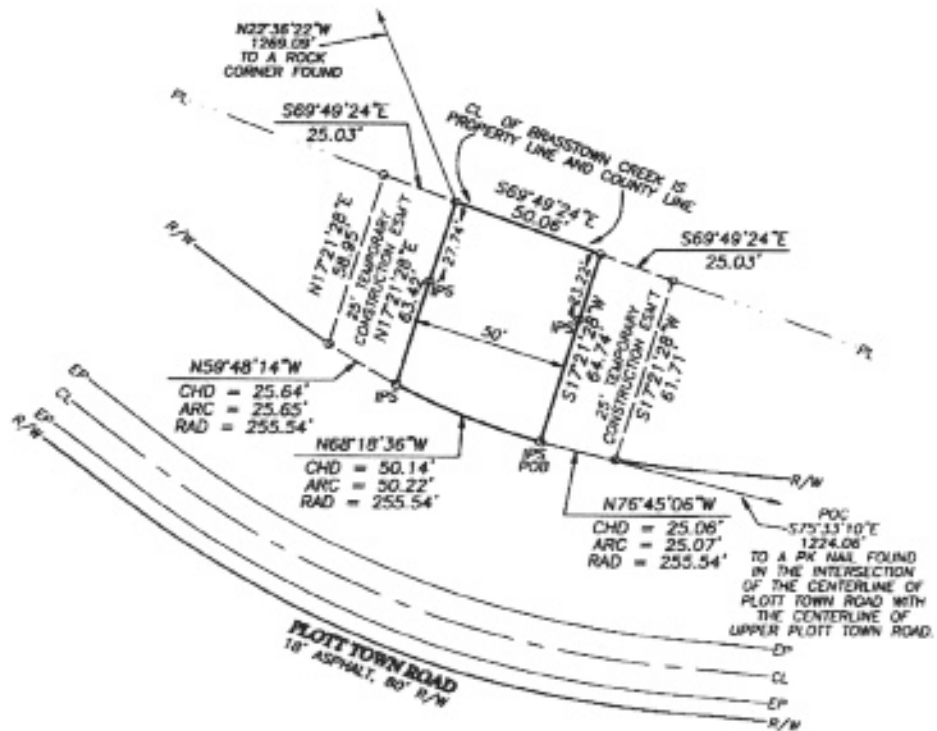 N22°36'22"W
1269.09'
TO A ROCK
CORNER FOUND
PL
S69°49'24"E
25.03'
CL OF BRASSTOWN CREEK IS
PROPERTY LINE AND COUNTY LINE
S69°49'24"E
50.06'
S69°49'24"E
25.03'
R/W
N17°21'28"E
58.95'
25' TEMPORARY
CONSTRUCTION ESM'T
N17°21'28"E
63.42'
27.74'
IPS
50'
23.22'
IPS
S17°21'28"W
64.74'
25' TEMPORARY
CONSTRUCTION ESM'T
S17°21'28"W
61.71'
PL
N59°48'14"W
CHD = 25.64'
ARC = 25.65'
RAD = 255.54'
IPS
N68°18'36"W
CHD = 50.14'
ARC = 50.22'
RAD = 255.54'
IPS
POB
N76°45'06"W
CHD = 25.06'
ARC = 25.07'
RAD = 255.54'
R/W
POC
S75°33'10"E
1224.06'
TO A PK NAIL FOUND
IN THE INTERSECTION
OF THE CENTERLINE OF
PLOTT TOWN ROAD WITH
THE CENTERLINE OF
UPPER PLOTT TOWN ROAD.
EP
CL
EP
R/W
PLOTT TOWN ROAD
18' ASPHALT, 80' R/W
EP
CL
EP
R/W